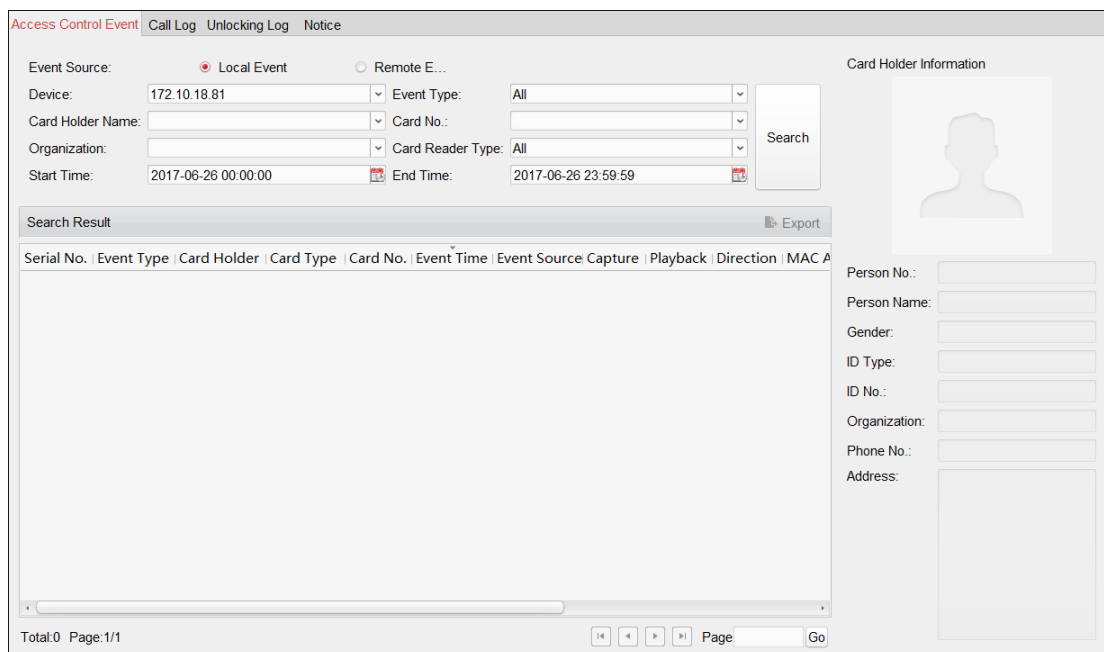 Access Control Event Call Log Unlocking Log Notice
Event Source: Local Event Remote E...
Device: 172.10.18.81 Event Type: All
Card Holder Name: Card No.:
Organization: Card Reader Type: All
Start Time: 2017-06-26 00:00:00 End Time: 2017-06-26 23:59:59
Search
Search Result Export
Serial No. Event Type Card Holder Card Type Card No. Event Time Event Source Capture Playback Direction MAC A
Total:0 Page:1/1 Page Go
Card Holder Information
Person No.:
Person Name:
Gender:
ID Type:
ID No.:
Organization:
Phone No.:
Address: